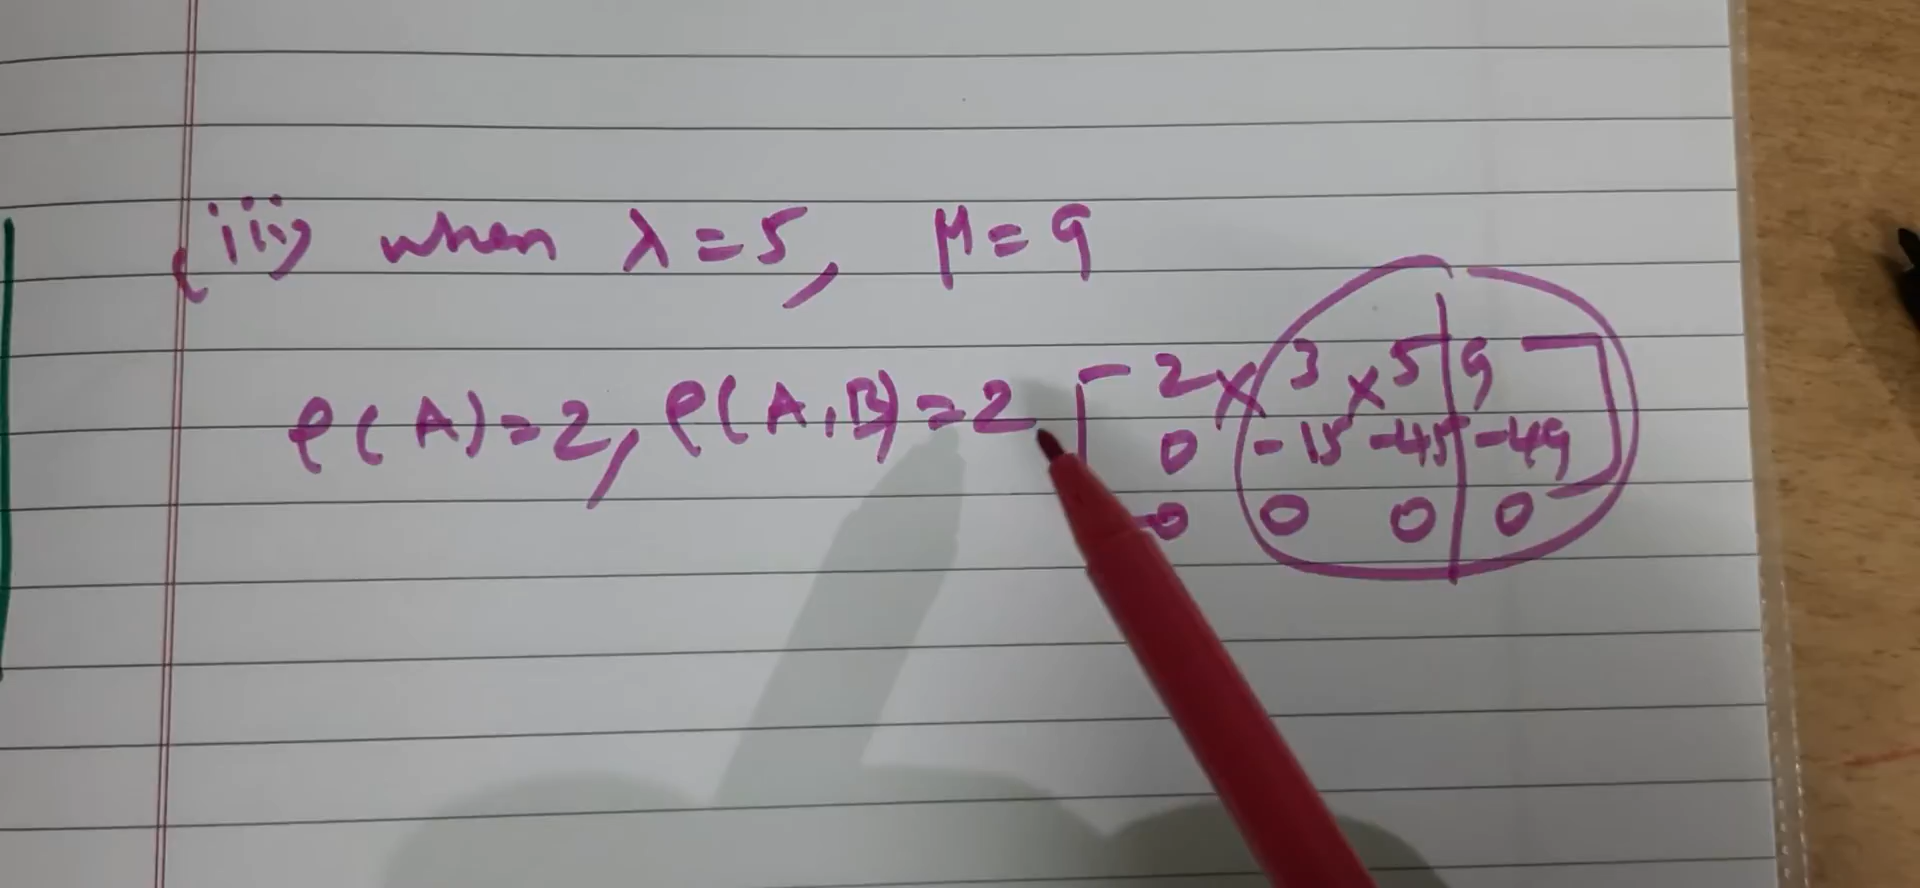 (iii) when λ = 5, μ = 9
ρ(A) = 2, ρ(A,B) = 2
[ 2 × 3 × 5 | 9 ]
0 -15 -45 | -49
0 0 0 | 0